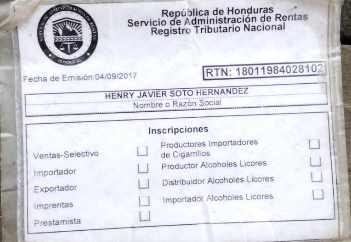 República de Honduras
Servicio de Administración de Rentas
Registro Tributario Nacional
Fecha de Emisión:04/09/2017
RTN: 18011984028102
HENRY JAVIER SOTO HERNANDEZ
Nombre o Razón Social
Inscripciones
Ventas-Selectivo
Importador
Exportador
Imprentas
Prestamista
Productores Importadores
de Cigarrillos
Productor Alcoholes Licores
Distribuidor Alcoholes Licores
Importador Alcoholes Licores